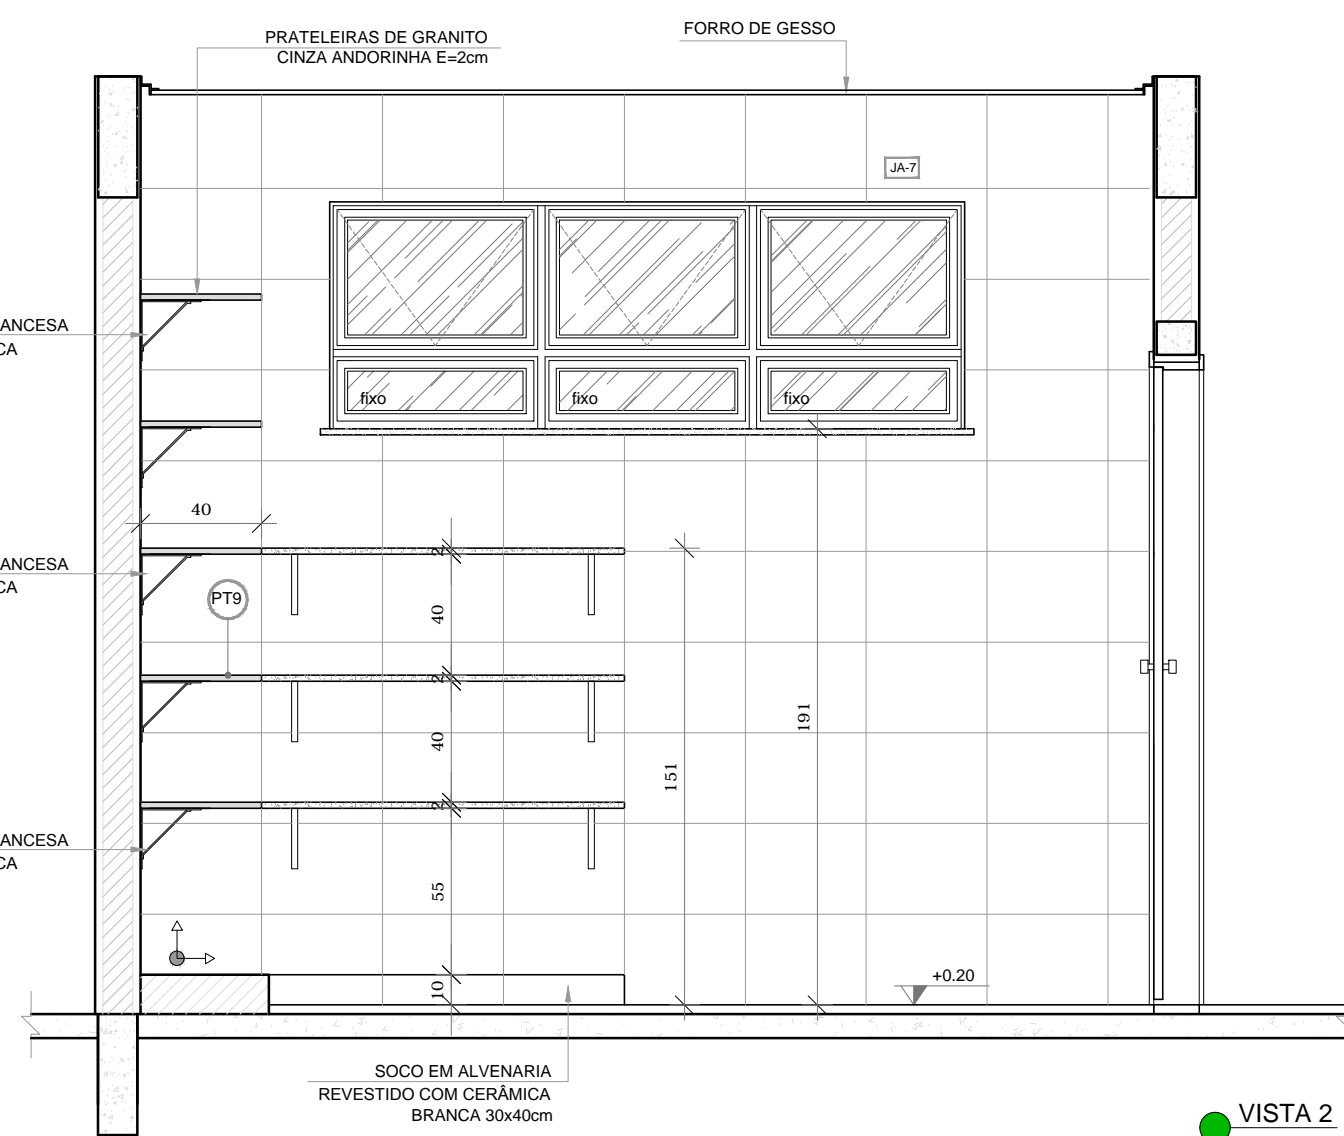 PRATELEIRAS DE GRANITO
CINZA ANDORINHA E=2cm
FORRO DE GESSO
JA-7
ANCESA
CA
fixo
fixo
fixo
40
2
ANCESA
CA
PT9
40
2
191
40
151
2
ANCESA
CA
55
+0.20
10
SOCO EM ALVENARIA
REVESTIDO COM CERÂMICA
BRANCA 30x40cm
VISTA 2